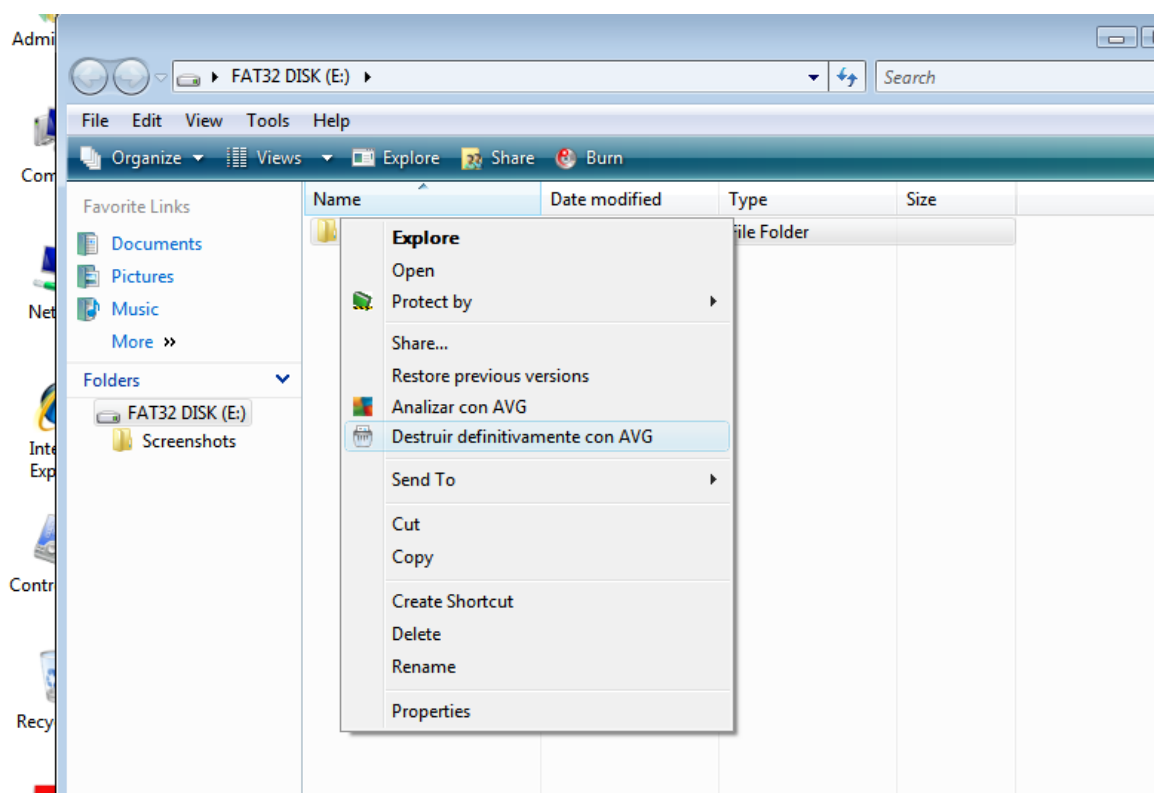 Admi
FAT32 DISK (E:)
Search
File Edit View Tools Help
Organize Views Explore Share Burn
Com
Favorite Links
Name Date modified Type Size
Documents
File Folder
Pictures
Music
Net
More »
Folders
FAT32 DISK (E:)
Screenshots
Inte
Exp
Contr
Recy
Explore
Open
Protect by
Share...
Restore previous versions
Analizar con AVG
Destruir definitivamente con AVG
Send To
Cut
Copy
Create Shortcut
Delete
Rename
Properties